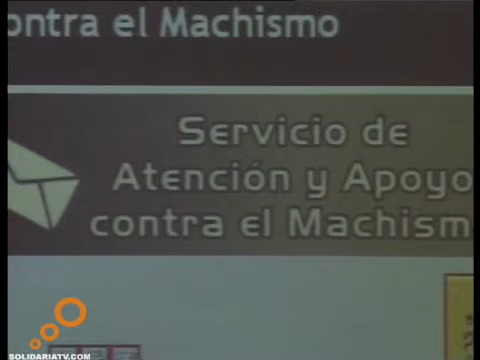 ontra el Machismo
Servicio de
Atención y Apoyo
contra el Machism
SOLIDARIATV.COM